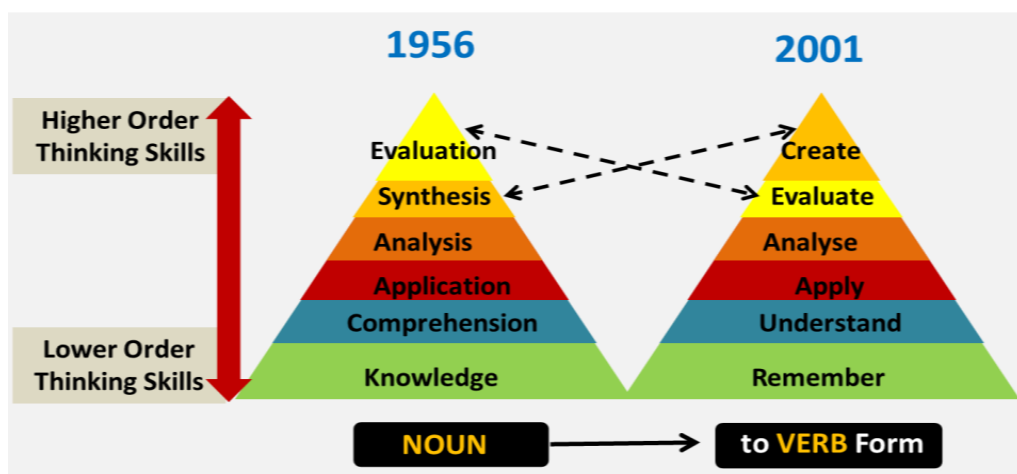 1956
2001
Higher Order
Thinking Skills
Evaluation
Synthesis
Analysis
Application
Comprehension
Knowledge
Create
Evaluate
Analyse
Apply
Understand
Remember
Lower Order
Thinking Skills
NOUN
to VERB Form